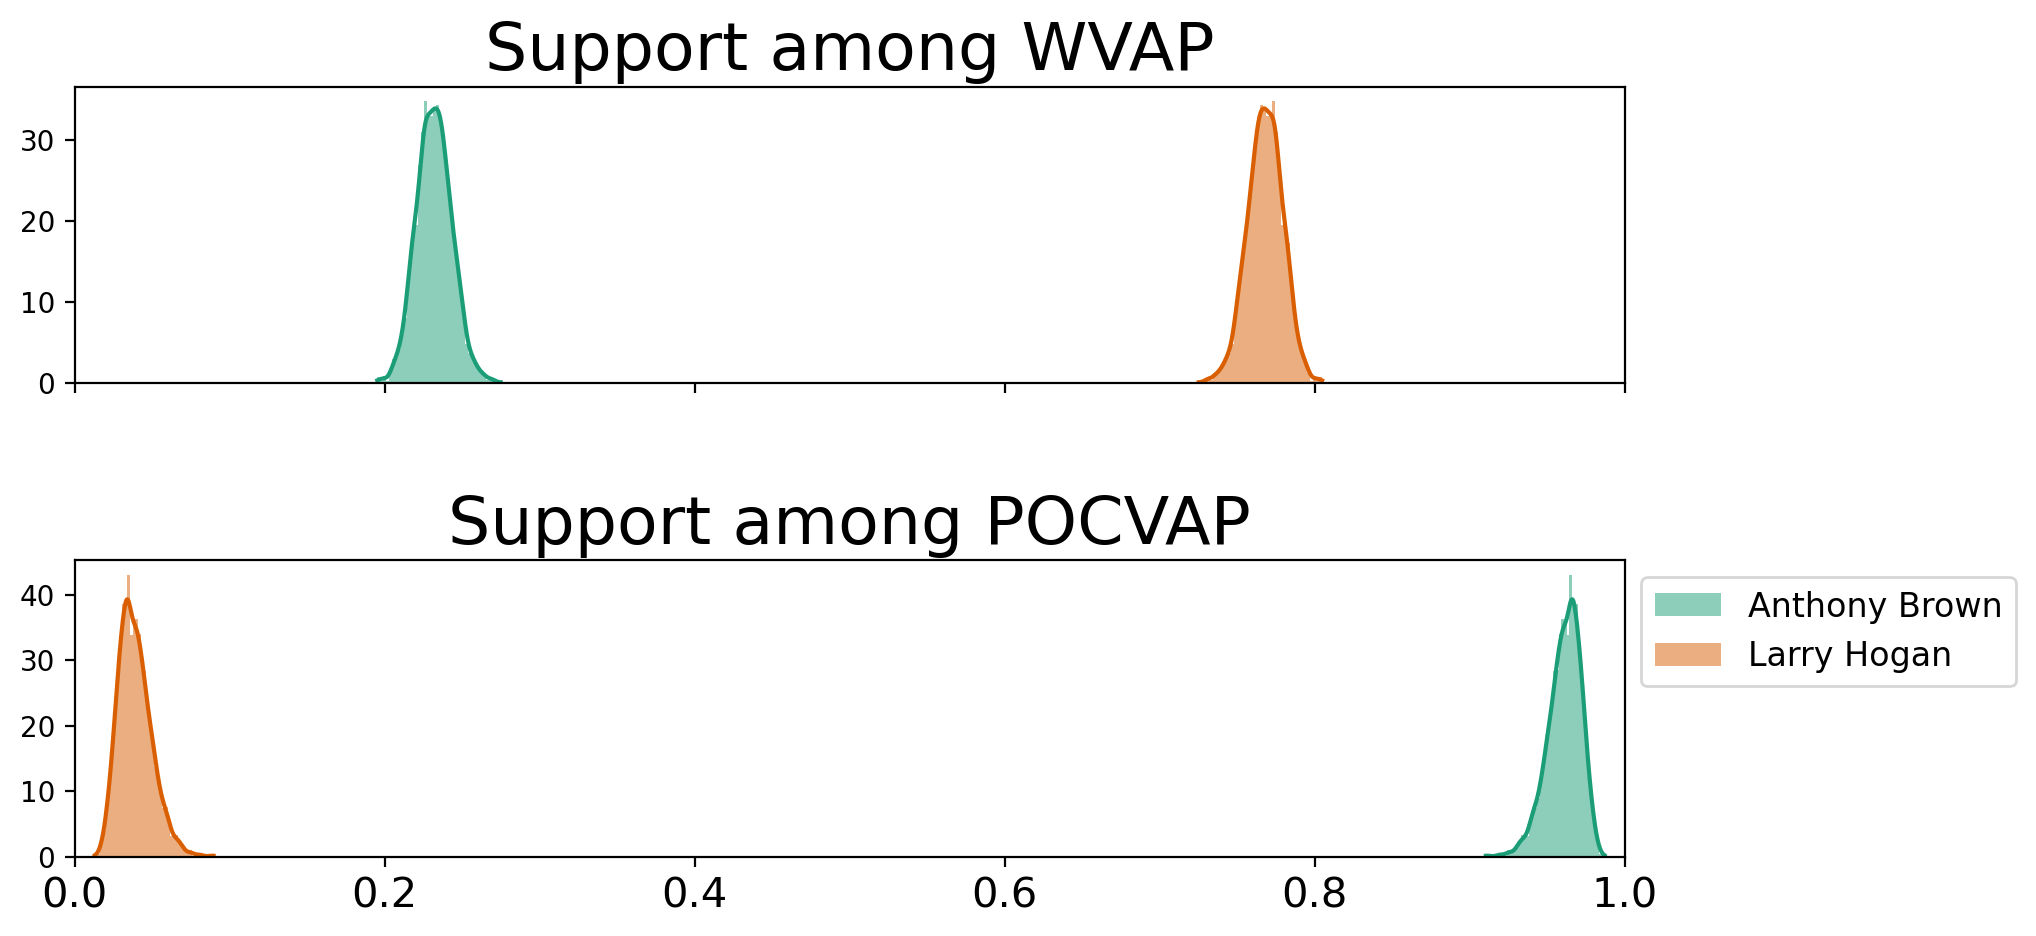 Support among WVAP
30
20
10
0
Support among POCVAP
40
30
20
10
0
0.0 0.2 0.4 0.6 0.8 1.0
Anthony Brown
Larry Hogan